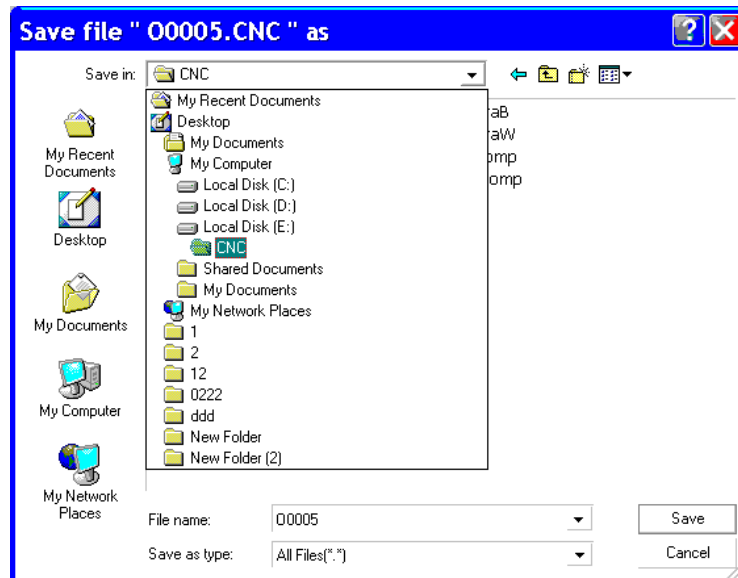 Save file " O0005.CNC " as
Save in:
CNC
My Recent Documents
Desktop
My Documents
My Computer
Local Disk (C:)
Local Disk (D:)
Local Disk (E:)
CNC
Shared Documents
My Documents
My Network Places
1
2
12
0222
ddd
New Folder
New Folder (2)
raB
raW
omp
omp
My Recent
Documents
Desktop
My Documents
My Computer
My Network
Places
File name:
O0005
Save
Save as type:
All Files(*.*)
Cancel